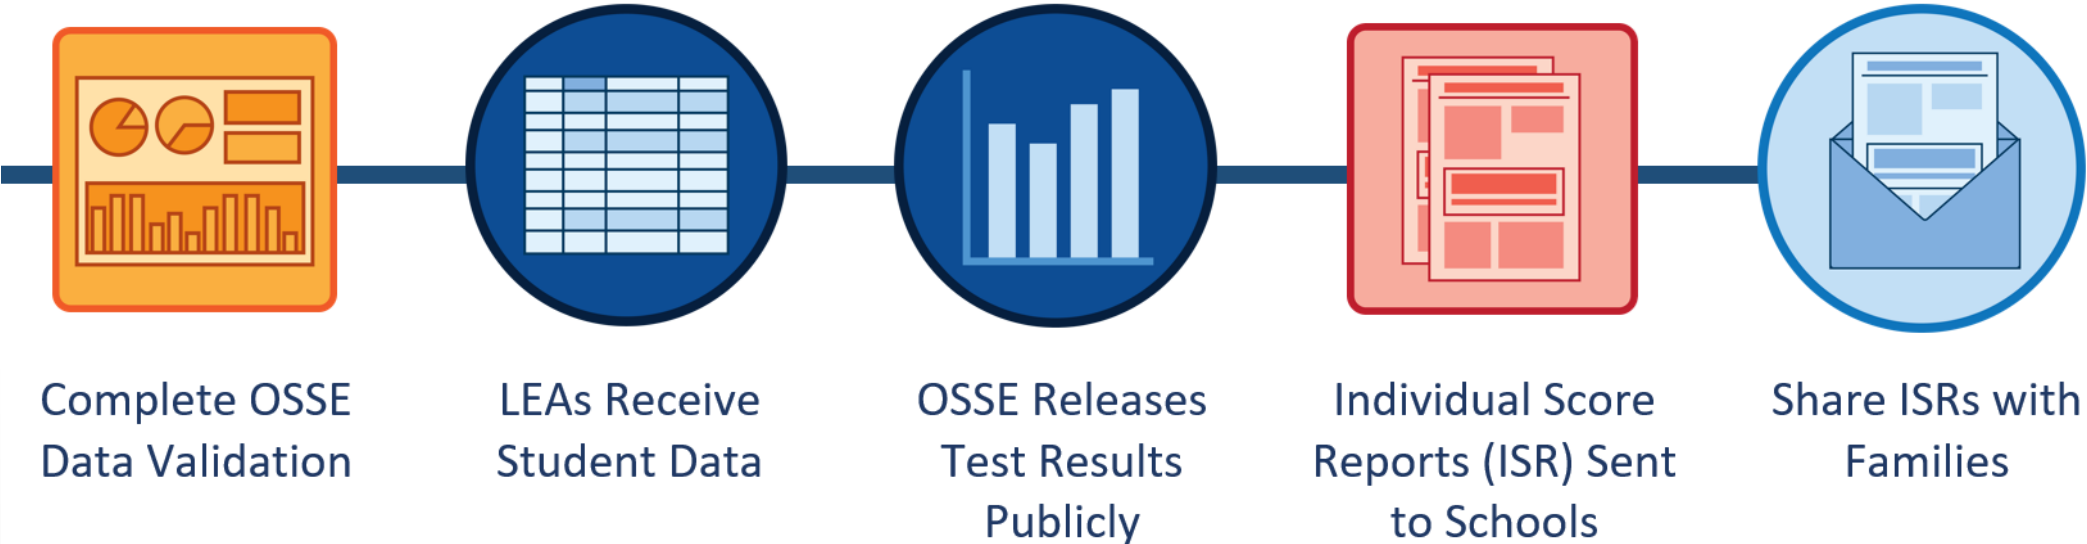 Complete OSSE
Data Validation
LEAs Receive
Student Data
OSSE Releases
Test Results
Publicly
Individual Score
Reports (ISR) Sent
to Schools
Share ISRs with
Families